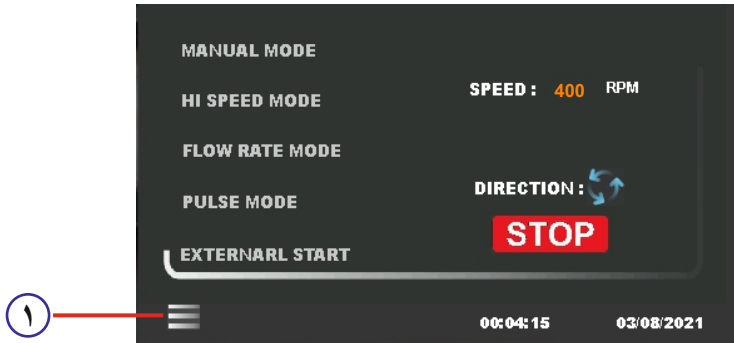 MANUAL MODE
HI SPEED MODE
SPEED : 400 RPM
FLOW RATE MODE
PULSE MODE
DIRECTION :
STOP
EXTERNARL START
١
00:04:15 03/08/2021